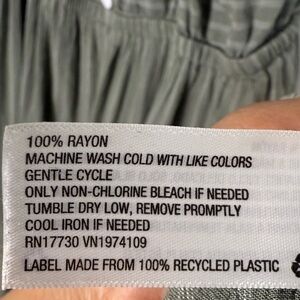 100% RAYON
MACHINE WASH COLD WITH LIKE COLORS
GENTLE CYCLE
ONLY NON-CHLORINE BLEACH IF NEEDED
TUMBLE DRY LOW, REMOVE PROMPTLY
COOL IRON IF NEEDED
RN17730 VN1974109
LABEL MADE FROM 100% RECYCLED PLASTIC